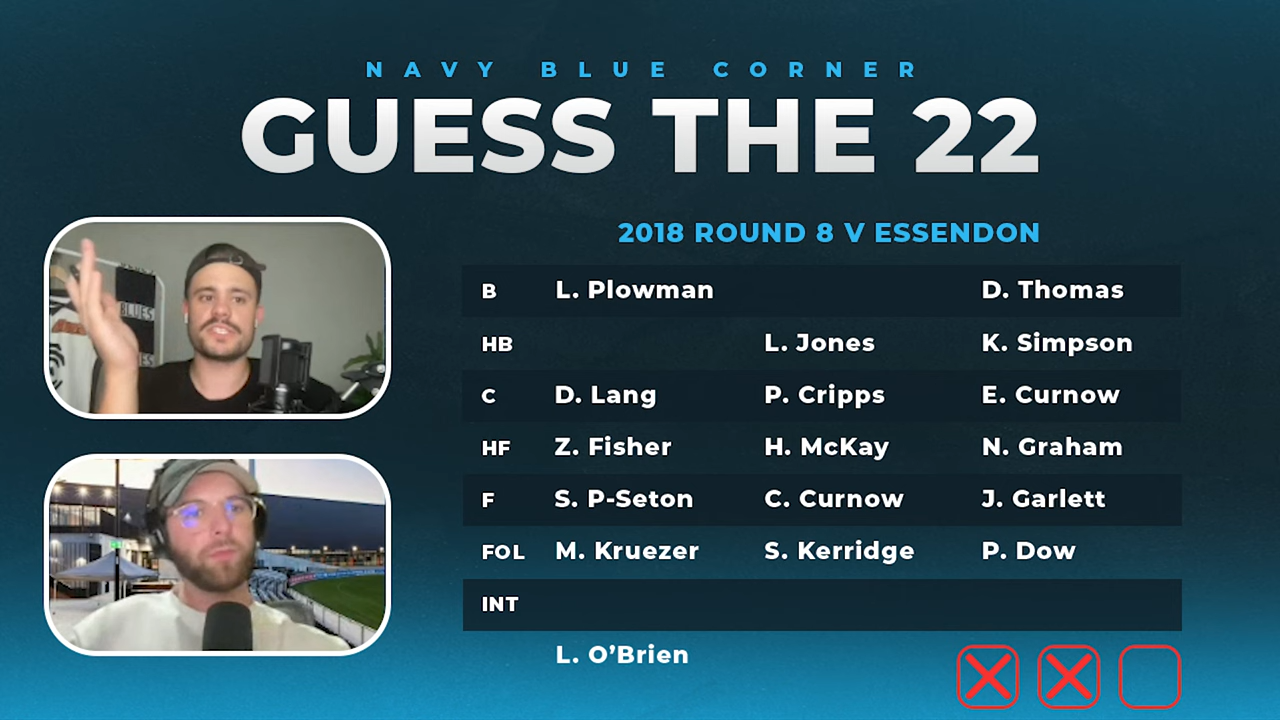 NAVY BLUE CORNER
GUESS THE 22
2018 ROUND 8 V ESSENDON
B L. Plowman D. Thomas
HB L. Jones K. Simpson
C D. Lang P. Cripps E. Curnow
HF Z. Fisher H. McKay N. Graham
F S. P-Seton C. Curnow J. Garlett
FOL M. Kruezer S. Kerridge P. Dow
INT
L. O’Brien
BLUES